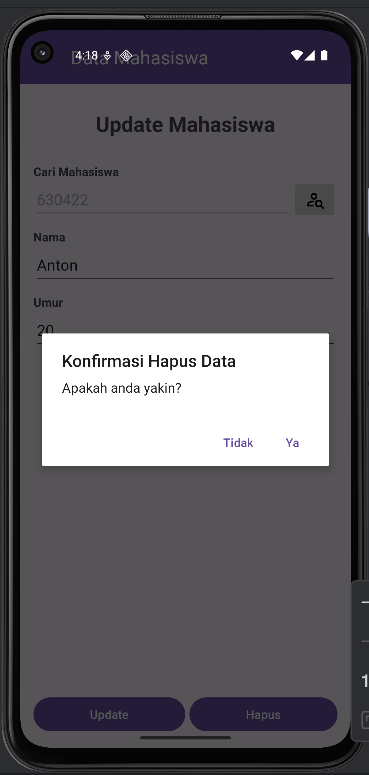 4:18
Data Mahasiswa
Update Mahasiswa
Cari Mahasiswa
630422
Nama
Anton
Umur
20
Konfirmasi Hapus Data
Apakah anda yakin?
Tidak Ya
Update Hapus